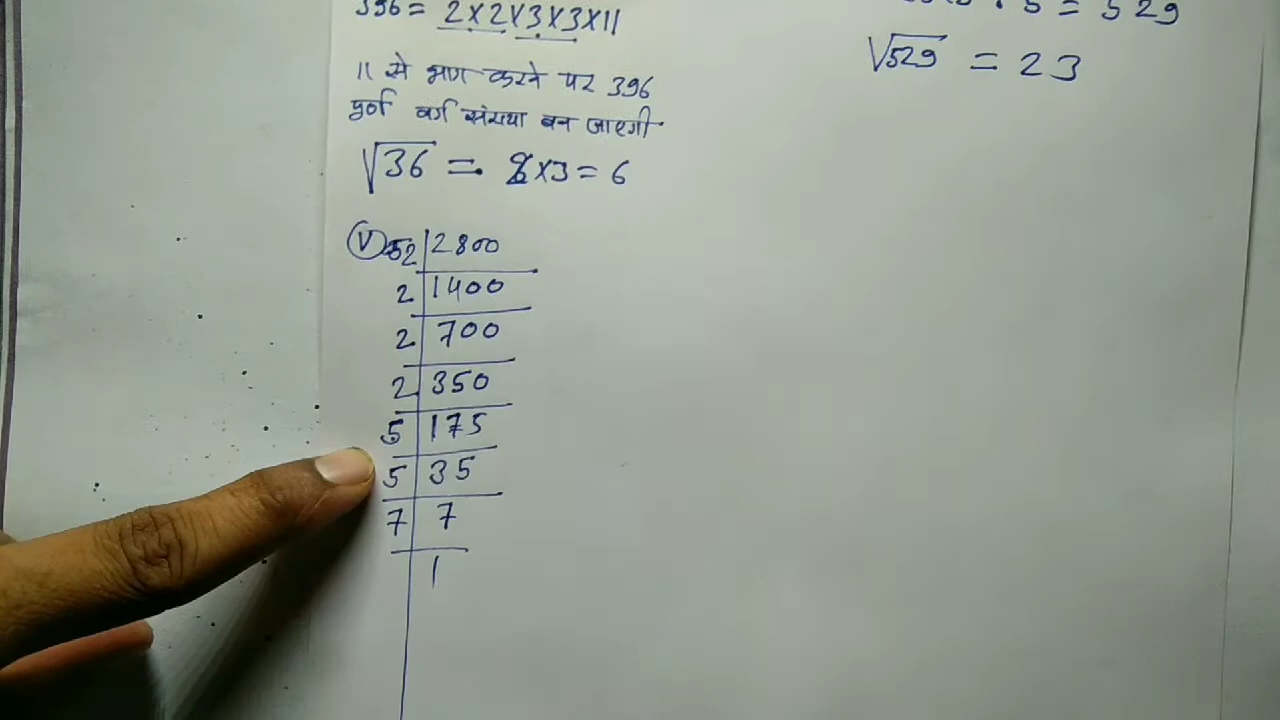 396 = 2×2×3×3×11
11 से भाग करने पर 396
पुर्ण वर्ग संख्या बन जाएगी
√36 = 2×3 = 6
(V) 2 | 2800
2 | 1400
2 | 700
2 | 350
5 | 175
5 | 35
7 | 7
1
5 = 529
√529 = 23